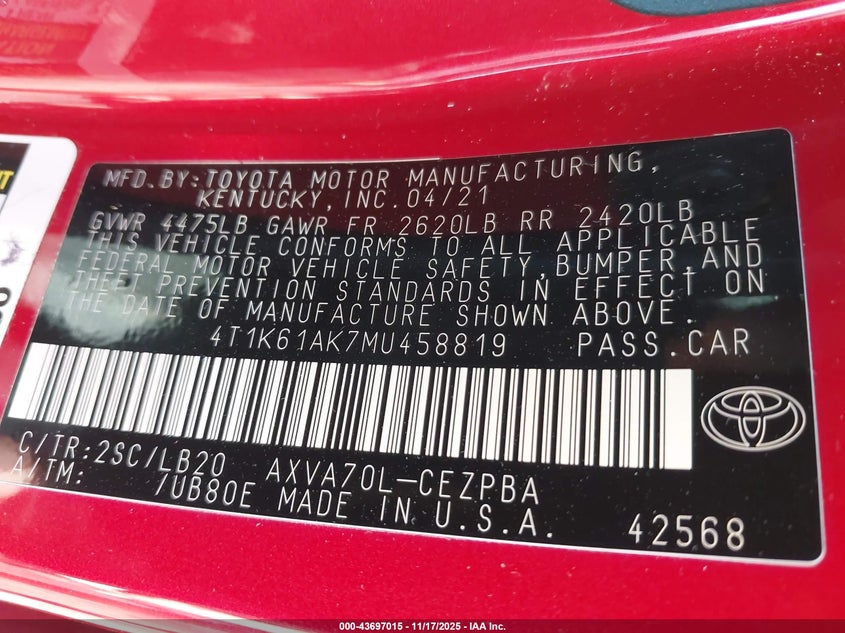 MFD.BY:TOYOTA MOTOR MANUFACTURING,
KENTUCKY, INC. 04/21
GVWR 4475LB GAWR FR 2620LB RR 2420LB
THIS VEHICLE CONFORMS TO ALL APPLICABLE
FEDERAL MOTOR VEHICLE SAFETY, BUMPER, AND
THEFT PREVENTION STANDARDS IN EFFECT ON
THE DATE OF MANUFACTURE SHOWN ABOVE.
4T1K61AK7MU458819 PASS.CAR
C/TR:2SC/LB20 AXVA70L-CEZPBA
A/TM: /UB80E MADE IN U.S.A. 42568
000-43697015 — 11/17/2025 — IAA Inc.